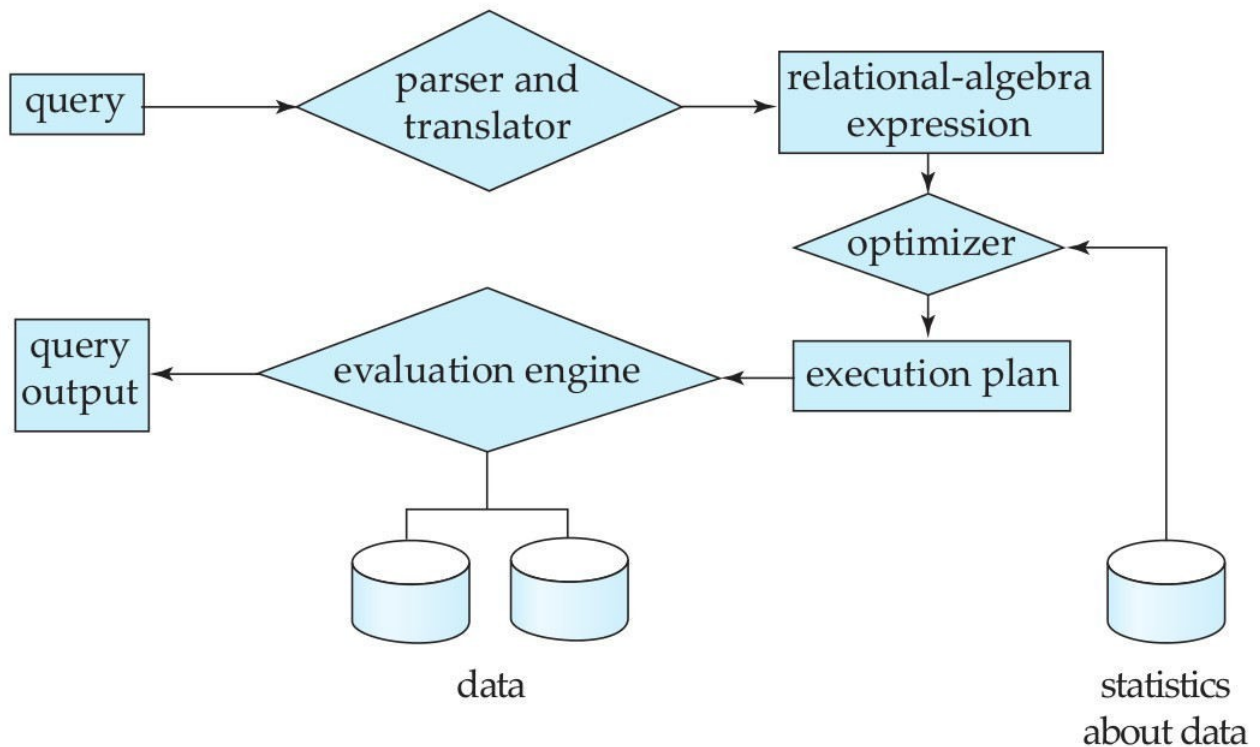 query
parser and
translator
relational-algebra
expression
optimizer
query
output
evaluation engine
execution plan
data
statistics
about data